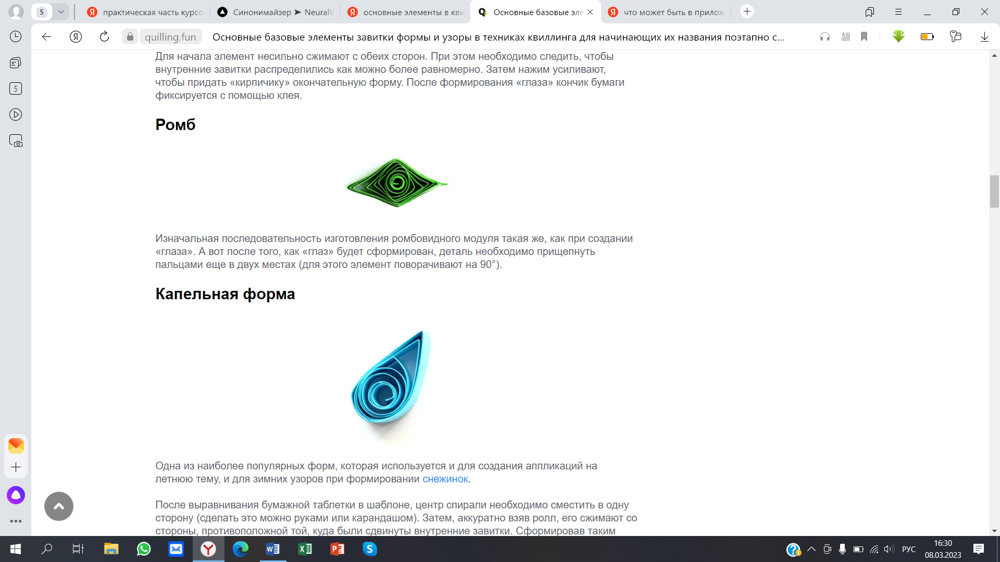 5
практическая часть курсо
Синонимайзер ➤ NeuralW
основные элементы в кви
Основные базовые эле
что может быть в прилож
quilling.fun
Основные базовые элементы завитки формы и узоры в техниках квиллинга для начинающих их названия поэтапно с...
5
Для начала элемент несильно сжимают с обеих сторон. При этом необходимо следить, чтобы
внутренние завитки распределились как можно более равномерно. Затем нажим усиливают,
чтобы придать «кирпичику» окончательную форму. После формирования «глаза» кончик бумаги
фиксируется с помощью клея.
Ромб
Изначальная последовательность изготовления ромбовидного модуля такая же, как при создании
«глаза». А вот после того, как «глаз» будет сформирован, деталь необходимо прищепнуть
пальцами еще в двух местах (для этого элемент поворачивают на 90°).
Капельная форма
Одна из наиболее популярных форм, которая используется и для создания аппликаций на
летнюю тему, и для зимних узоров при формировании снежинок.
После выравнивания бумажной таблетки в шаблоне, центр спирали необходимо сместить в одну
сторону (сделать это можно руками или карандашом). Затем, аккуратно взяв ролл, его сжимают со
стороны, противоположной той, куда были сдвинуты внутренние завитки. Сформировав таким
РУС
16:30
08.03.2023